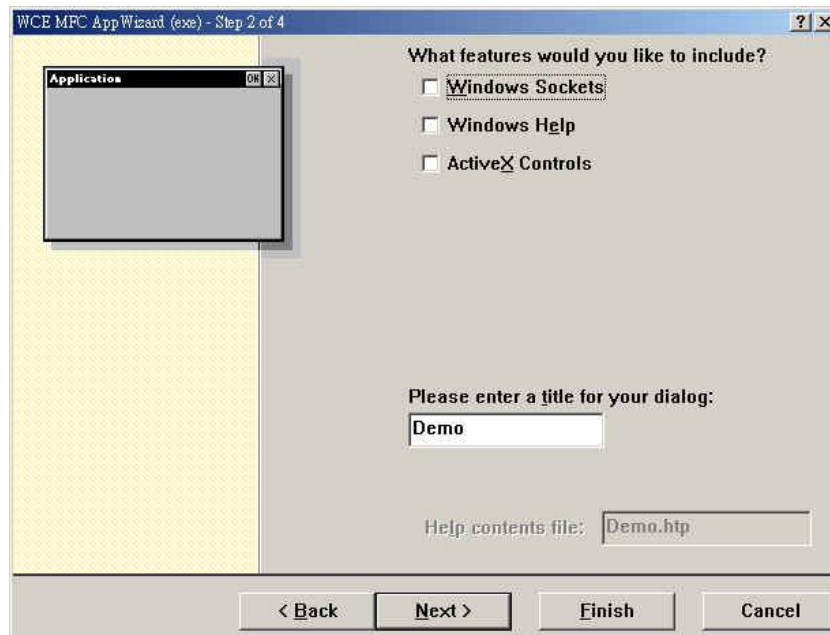 WCE MFC AppWizard (exe) - Step 2 of 4
Application
OK
What features would you like to include?
Windows Sockets
Windows Help
ActiveX Controls
Please enter a title for your dialog:
Demo
Help contents file: Demo.htp
< Back Next > Finish Cancel